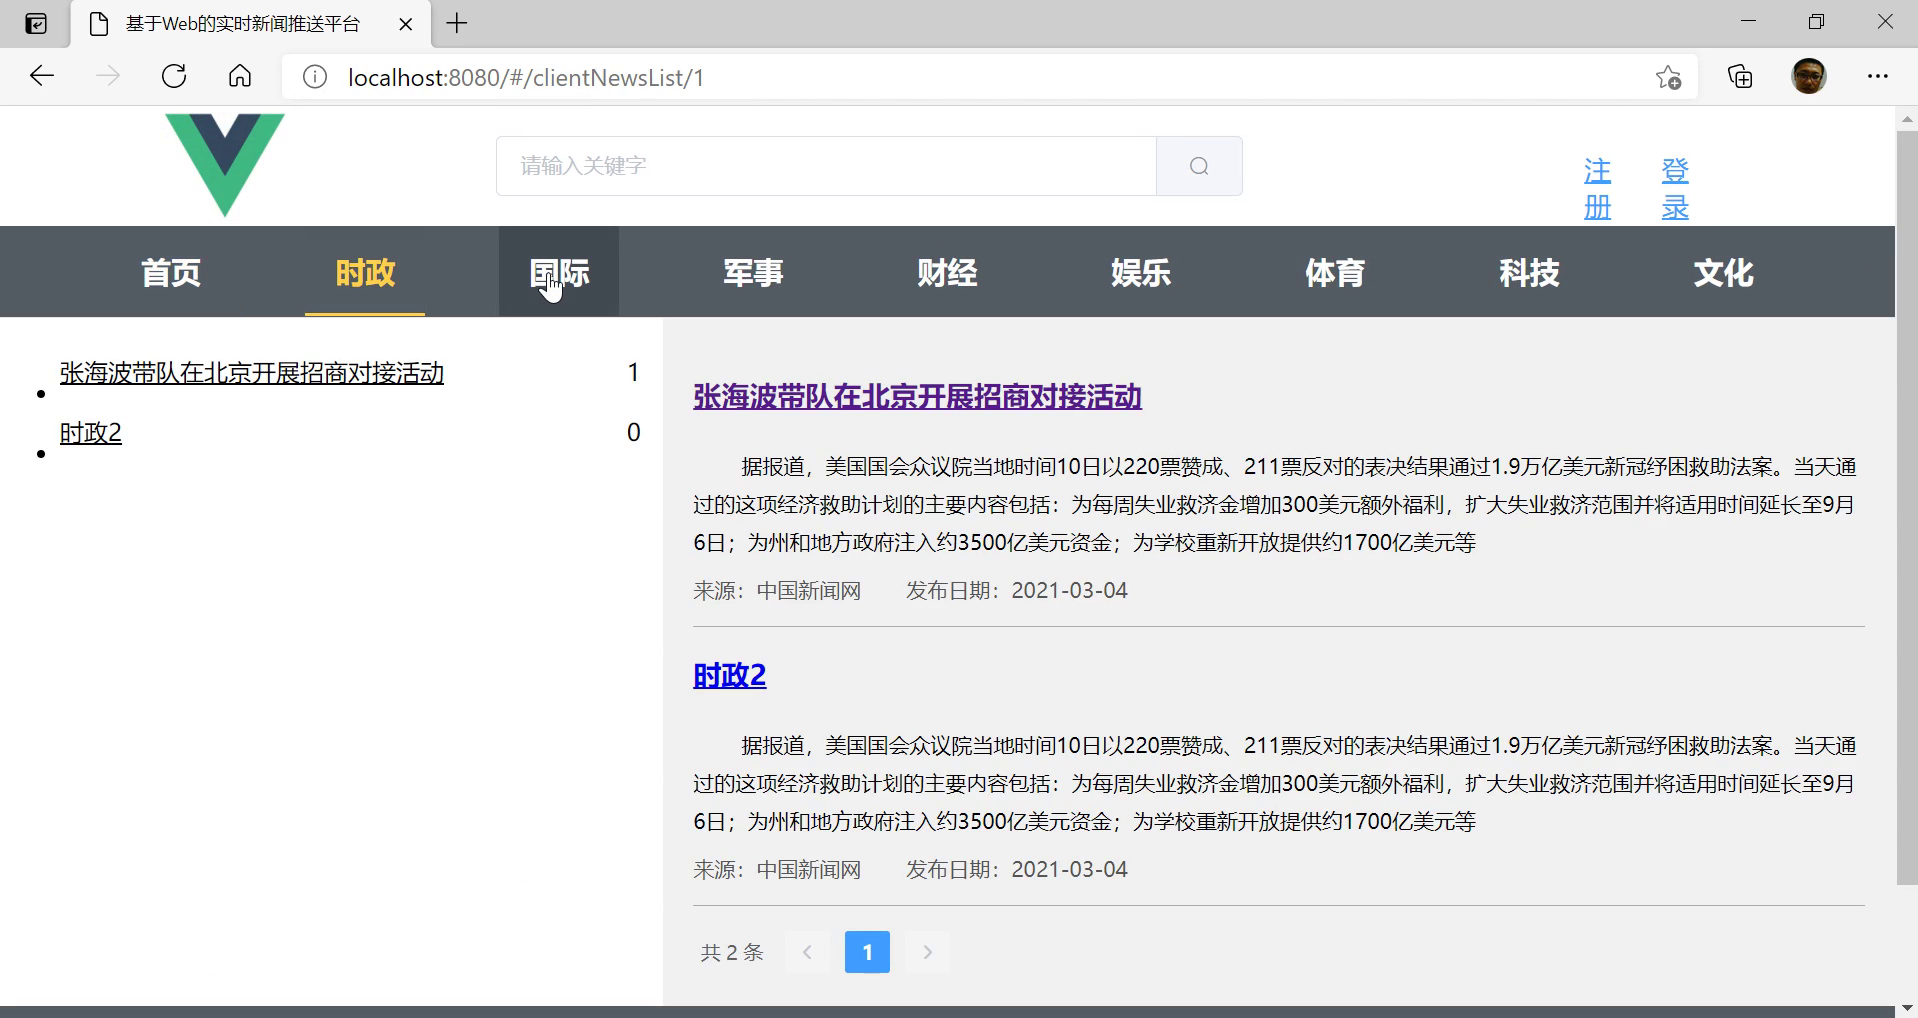 基于Web的实时新闻推送平台
localhost:8080/#/clientNewsList/1
请输入关键字
注册
登录
首页 时政 国际 军事 财经 娱乐 体育 科技 文化
张海波带队在北京开展招商对接活动 1
时政2 0
张海波带队在北京开展招商对接活动
据报道，美国国会众议院当地时间10日以220票赞成、211票反对的表决结果通过1.9万亿美元新冠纾困救助法案。当天通
过的这项经济救助计划的主要内容包括：为每周失业救济金增加300美元额外福利，扩大失业救济范围并将适用时间延长至9月
6日；为州和地方政府注入约3500亿美元资金；为学校重新开放提供约1700亿美元等
来源：中国新闻网 发布日期：2021-03-04
时政2
据报道，美国国会众议院当地时间10日以220票赞成、211票反对的表决结果通过1.9万亿美元新冠纾困救助法案。当天通
过的这项经济救助计划的主要内容包括：为每周失业救济金增加300美元额外福利，扩大失业救济范围并将适用时间延长至9月
6日；为州和地方政府注入约3500亿美元资金；为学校重新开放提供约1700亿美元等
来源：中国新闻网 发布日期：2021-03-04
共 2 条 1